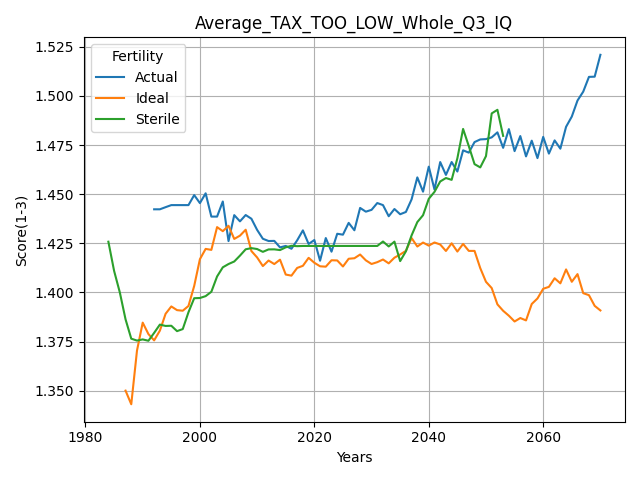 Average_TAX_TOO_LOW_Whole_Q3_IQ
Fertility
Actual
Ideal
Sterile
Score(1-3)
1.525
1.500
1.475
1.450
1.425
1.400
1.375
1.350
1980
2000
2020
2040
2060
Years